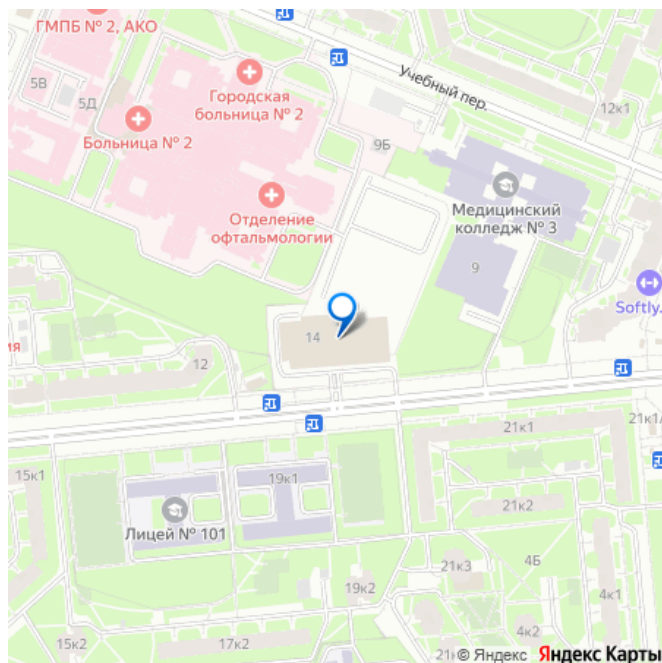 ГМПБ № 2, АКО
5В
5Д
Городская
больница № 2
Больница № 2
Учебный пер.
12к1
9Б
Медицинский
колледж № 3
Отделение
офтальмологии
9
Softly.
14
ия
12
21к1
21к1/
15к1
19к1
Лицей № 101
21к2
21к3
4Б
19к2
4к1
4к2
15к2
17к2
© Яндекс Яндекс Карты